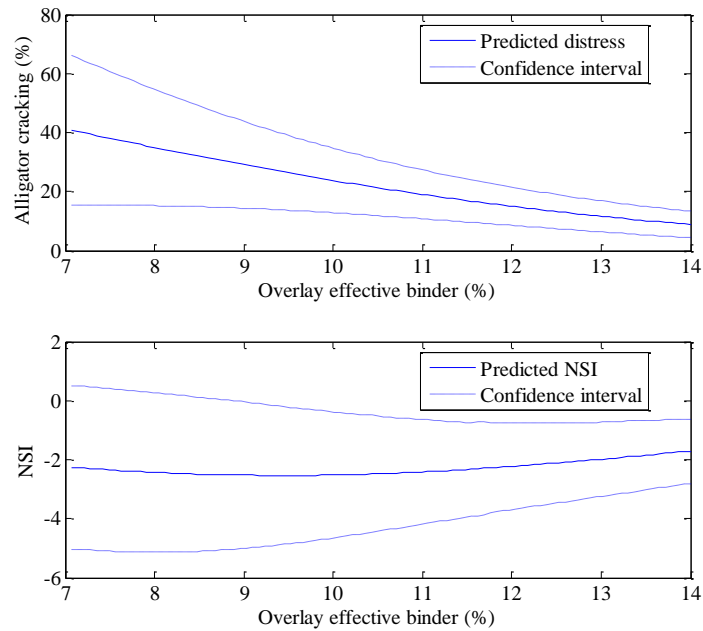 80
60
40
20
0
Alligator cracking (%)
Predicted distress
Confidence interval
7 8 9 10 11 12 13 14
Overlay effective binder (%)
2
0
-2
-4
-6
NSI
Predicted NSI
Confidence interval
7 8 9 10 11 12 13 14
Overlay effective binder (%)